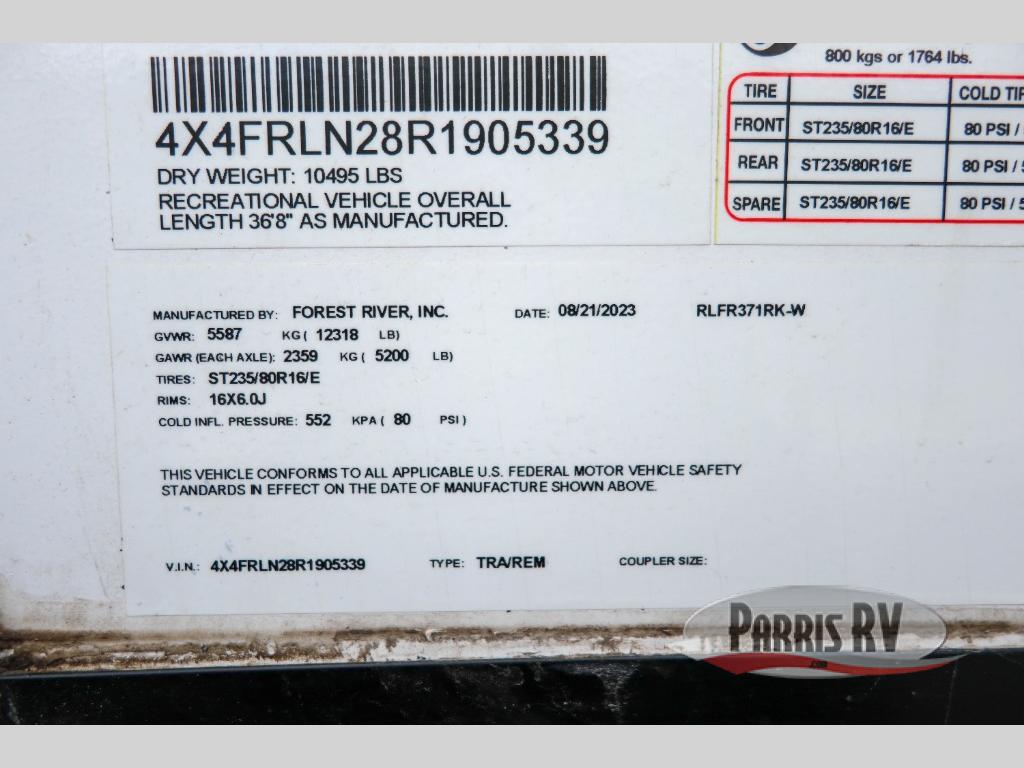 4X4FRLN28R1905339
DRY WEIGHT: 10495 LBS
RECREATIONAL VEHICLE OVERALL
LENGTH 36'8" AS MANUFACTURED.
800 kgs or 1764 lbs.
TIRE SIZE COLD TIR
FRONT ST235/80R16/E 80 PSI /
REAR ST235/80R16/E 80 PSI / 5
SPARE ST235/80R16/E 80 PSI / 5
MANUFACTURED BY: FOREST RIVER, INC. DATE: 08/21/2023 RLFR371RK-W
GVWR: 5587 KG ( 12318 LB)
GAWR (EACH AXLE): 2359 KG ( 5200 LB)
TIRES: ST235/80R16/E
RIMS: 16X6.0J
COLD INFL. PRESSURE: 552 KPA ( 80 PSI )
THIS VEHICLE CONFORMS TO ALL APPLICABLE U.S. FEDERAL MOTOR VEHICLE SAFETY
STANDARDS IN EFFECT ON THE DATE OF MANUFACTURE SHOWN ABOVE.
V.I.N.: 4X4FRLN28R1905339 TYPE: TRA/REM COUPLER SIZE:
PARRIS RV
.com